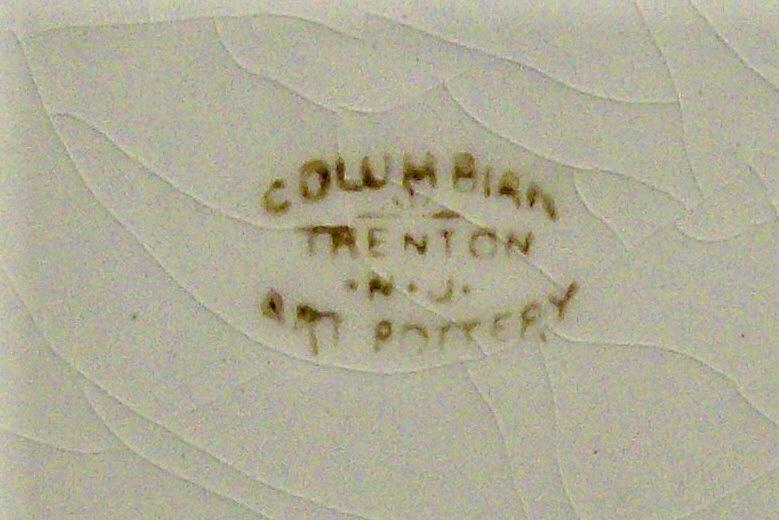 COLUMBIAN
TRENTON
·N·J·
ART POTTERY